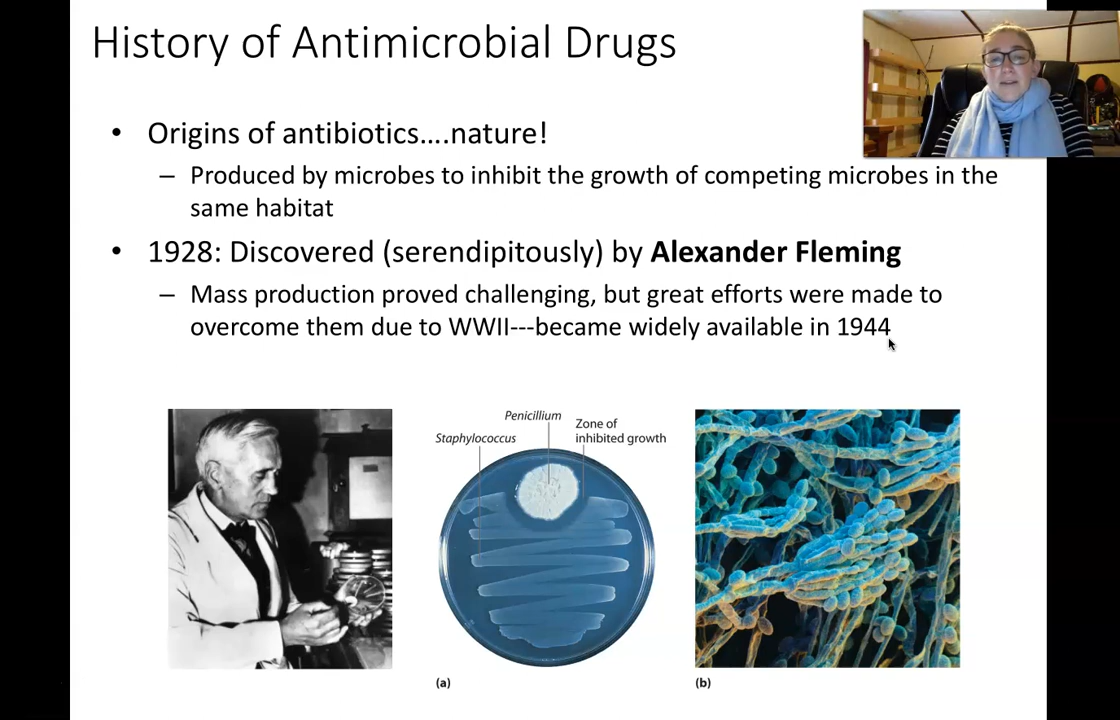 History of Antimicrobial Drugs
• Origins of antibiotics….nature!
– Produced by microbes to inhibit the growth of competing microbes in the
same habitat
• 1928: Discovered (serendipitously) by Alexander Fleming
– Mass production proved challenging, but great efforts were made to
overcome them due to WWII---became widely available in 1944
Penicillium
Staphylococcus
Zone of
inhibited growth
(a)
(b)